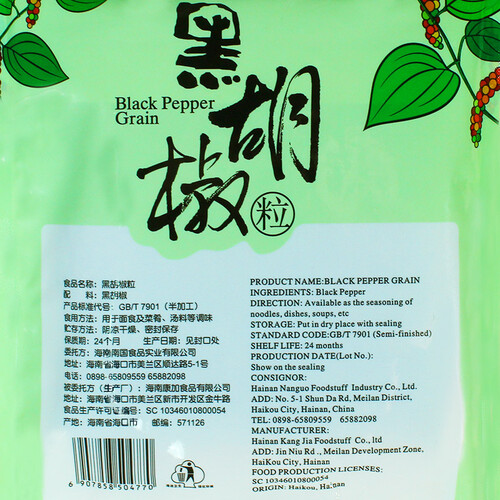 黑胡椒
粒
Black Pepper
Grain
食品名称: 黑胡椒粒
配 料: 黑胡椒
产品标准代号: GB/T 7901（半加工）
食用方法: 用于面食及菜肴、汤料等调味
贮存方法: 阴凉干燥、密封保存
保质期: 24个月 生产日期: 见封口处
委托方: 海南南国食品实业有限公司
地址: 海南省海口市美兰区顺达路5-1号
电话: 0898-65809559 65882098
被委托方（生产厂）: 海南康加食品有限公司
地址: 海南省海口市美兰区新市开发区金牛路
食品生产许可证编号: SC 10346010800054
产地: 海南省海口市 邮编: 571126
6 907858 504770
PRODUCT NAME:BLACK PEPPER GRAIN
INGREDIENTS: Black Pepper
DIRECTION: Available as the seasoning of
noodles, dishes, soups, etc
STORAGE: Put in dry place with sealing
STANDARD CODE:GB/T 7901 (Semi-finished)
SHELF LIFE: 24 months
PRODUCTION DATE(Lot No.):
Show on the sealing
CONSIGNOR:
Hainan Nanguo Foodstuff Industry Co., Ltd.
ADD: No. 5-1 Shun Da Rd, Meilan District,
HaiKou City, Hainan, China
TEL: 0898-65809559 65882098
MANUFACTURER:
Hainan Kang Jia Foodstuff Co., ltd
ADD: Jin Niu Rd ., Meilan Development Zone,
HaiKou City, Hainan
FOOD PRODUCTION LICENSES:
SC 10346010800054
ORIGIN: Haikou, Hainan